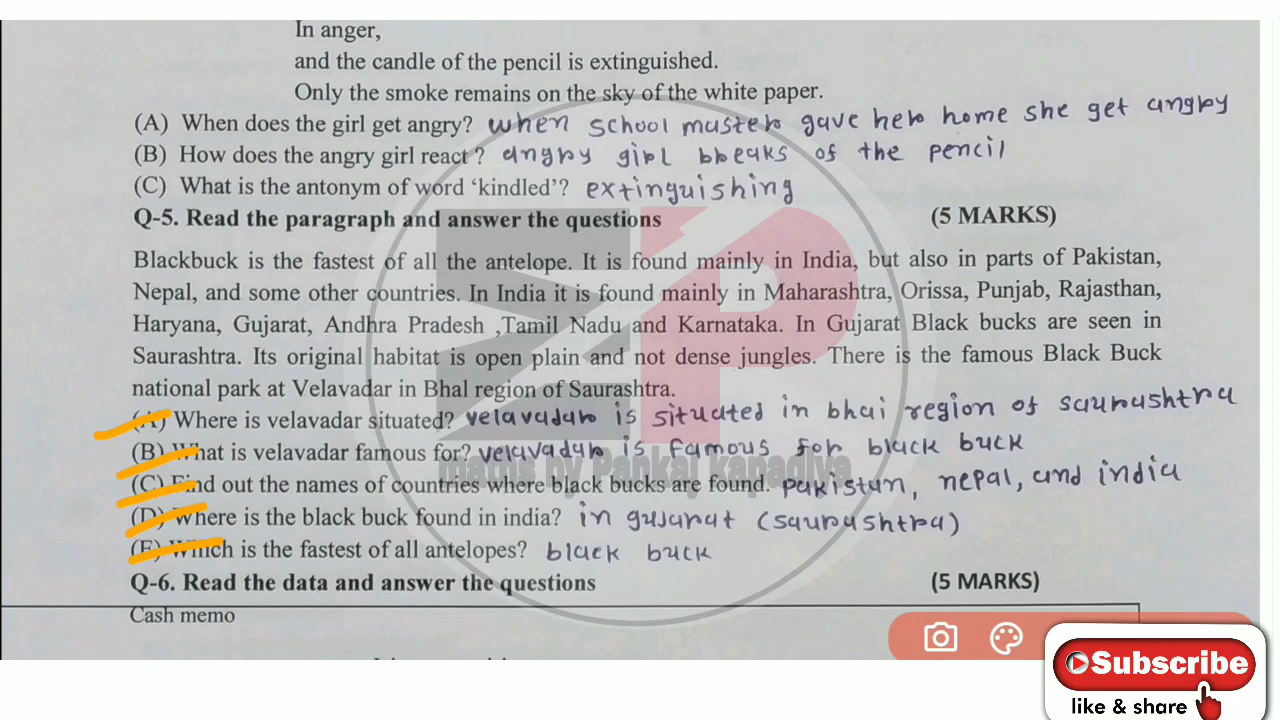 In anger,
and the candle of the pencil is extinguished.
Only the smoke remains on the sky of the white paper.
(A) When does the girl get angry? when school master gave her home she get angry
(B) How does the angry girl react ? angry girl breaks of the pencil
(C) What is the antonym of word ‘kindled’? extinguishing
Q-5. Read the paragraph and answer the questions (5 MARKS)
Blackbuck is the fastest of all the antelope. It is found mainly in India, but also in parts of Pakistan,
Nepal, and some other countries. In India it is found mainly in Maharashtra, Orissa, Punjab, Rajasthan,
Haryana, Gujarat, Andhra Pradesh ,Tamil Nadu and Karnataka. In Gujarat Black bucks are seen in
Saurashtra. Its original habitat is open plain and not dense jungles. There is the famous Black Buck
national park at Velavadar in Bhal region of Saurashtra.
(A) Where is velavadar situated? velavadar is situated in bhai region of saurashtra
(B) What is velavadar famous for? velavadar is famous for black buck
maths by Pankaj kapadiya
(C) Find out the names of countries where black bucks are found. pakistan, nepal, and india
(D) Where is the black buck found in india? in gujarat (saurashtra)
(E) Which is the fastest of all antelopes? black buck
Q-6. Read the data and answer the questions (5 MARKS)
Cash memo
Subscribe
like & share